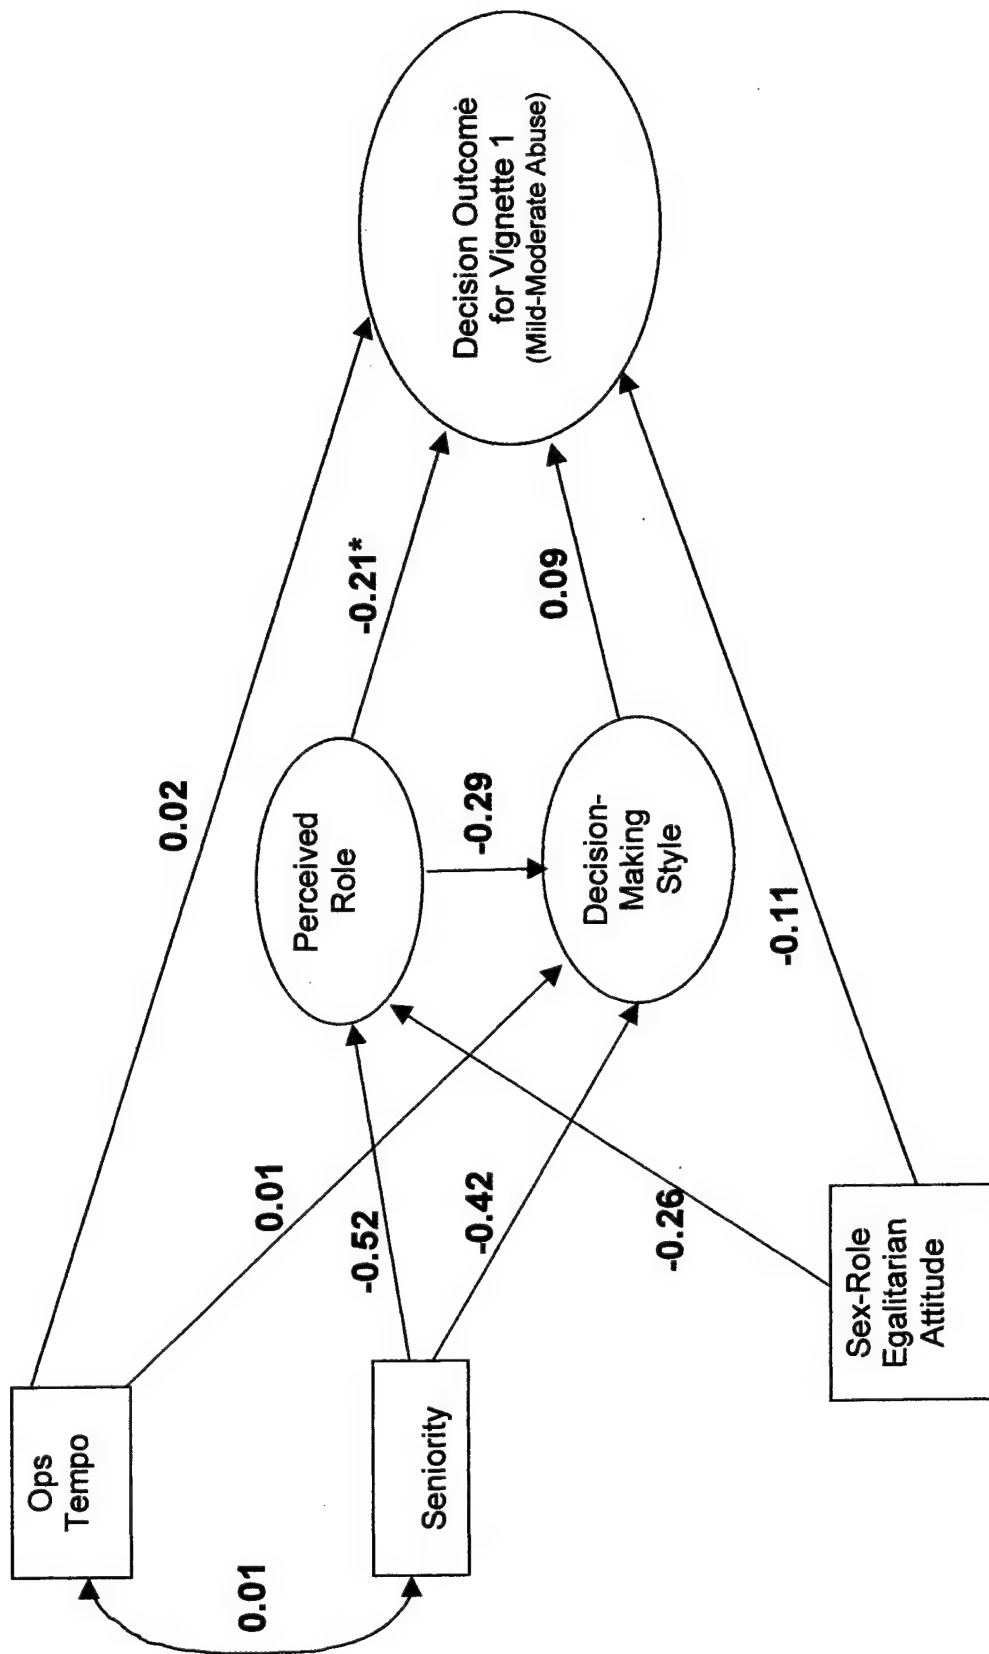 Ops
Tempo
0.01
Seniority
Sex-Role
Egalitarian
Attitude
0.02
0.01
-0.52
-0.42
-0.26
Perceived
Role
-0.29
Decision-
Making
Style
-0.21*
0.09
-0.11
Decision Outcome
for Vignette 1
(Mild-Moderate Abuse)